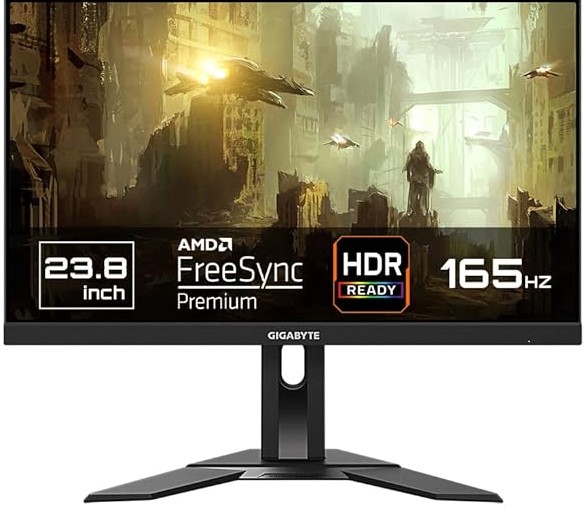 23.8
inch
AMD
FreeSync
Premium
HDR
READY
165HZ
GIGABYTE